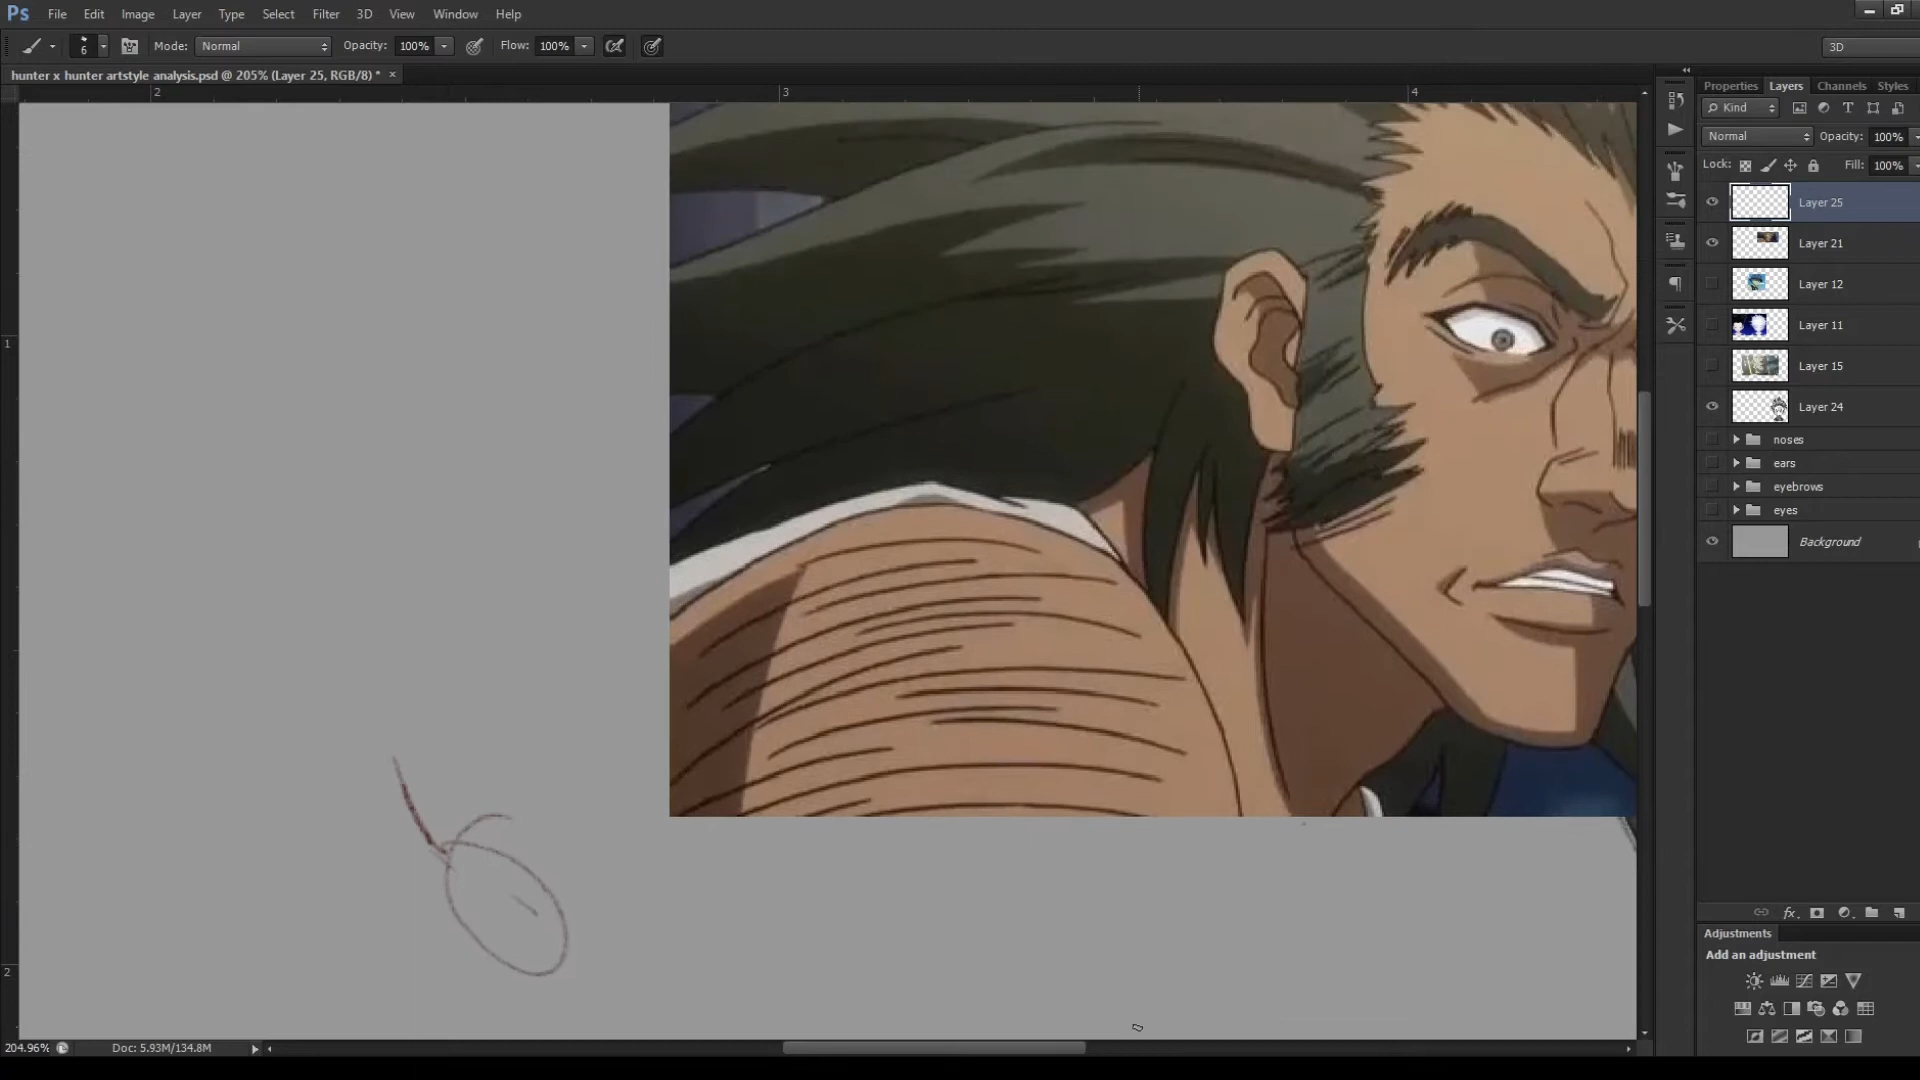 Ps File Edit Image Layer Type Select Filter 3D View Window Help
6 Mode: Normal Opacity: 100% Flow: 100% 3D
hunter x hunter artstyle analysis.psd @ 205% (Layer 25, RGB/8) * ×
2 3 4
Properties Layers Channels Styles
Kind
Normal Opacity: 100%
Lock: Fill: 100%
Layer 25
Layer 21
Layer 12
1
Layer 11
Layer 15
Layer 24
noses
ears
eyebrows
eyes
Background
Adjustments
Add an adjustment
2
204.96% Doc: 5.93M/134.8M